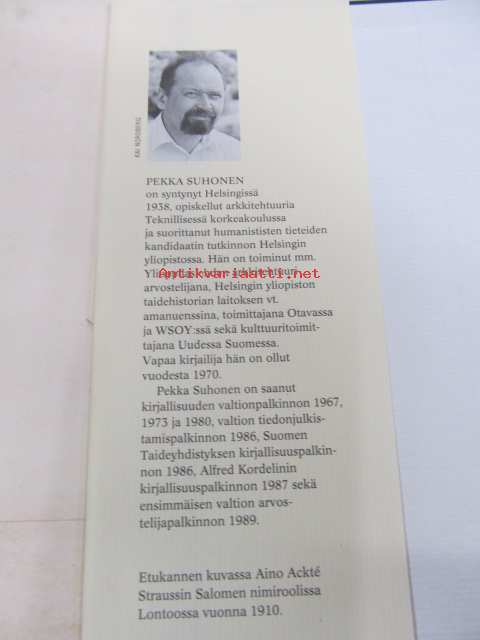 KAI NORDBERG
PEKKA SUHONEN
on syntynyt Helsingissä
1938, opiskellut arkkitehtuuria
Teknillisessä korkeakoulussa
ja suorittanut humanististen tieteiden
kandidaatin tutkinnon Helsingin
yliopistossa. Hän on toiminut mm.
Ylioppilaslehden arkkitehtuuri-
Antikvariaatti.net
arvostelijana, Helsingin yliopiston
taidehistorian laitoksen vt.
amanuenssina, toimittajana Otavassa
ja WSOY:ssä sekä kulttuuritoimit-
tajana Uudessa Suomessa.
Vapaa kirjailija hän on ollut
vuodesta 1970.
Pekka Suhonen on saanut
kirjallisuuden valtionpalkinnon 1967,
1973 ja 1980, valtion tiedonjulkis-
tamispalkinnon 1986, Suomen
Taideyhdistyksen kirjallisuuspalkin-
non 1986, Alfred Kordelinin
kirjallisuuspalkinnon 1987 sekä
ensimmäisen valtion arvos-
telijapalkinnon 1989.
Etukannen kuvassa Aino Ackté
Straussin Salomen nimiroolissa
Lontoossa vuonna 1910.